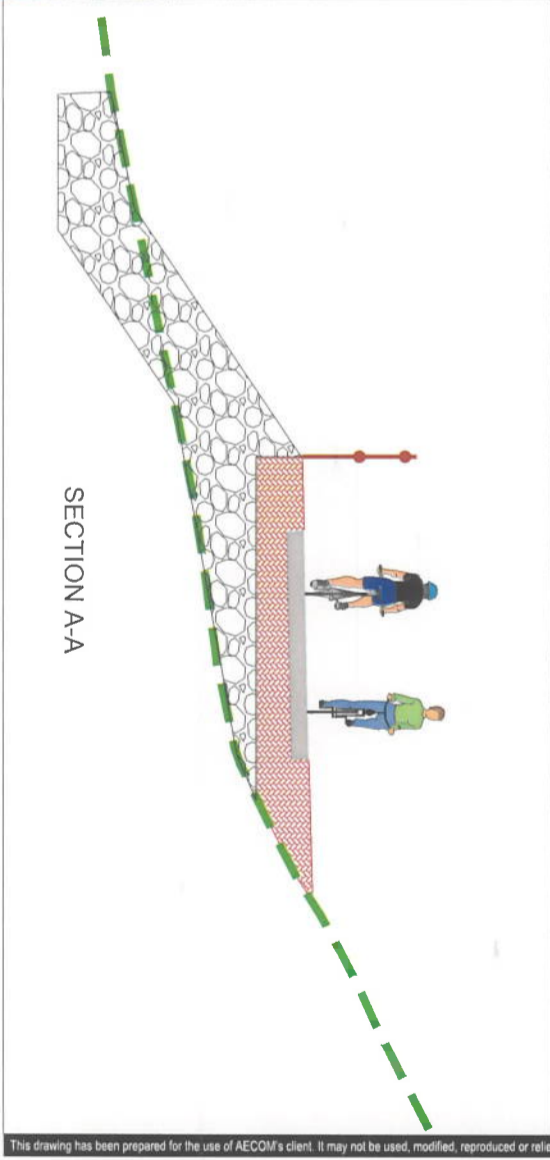 SECTION A-A
This drawing has been prepared for the use of AECOM's client. It may not be used, modified, reproduced or